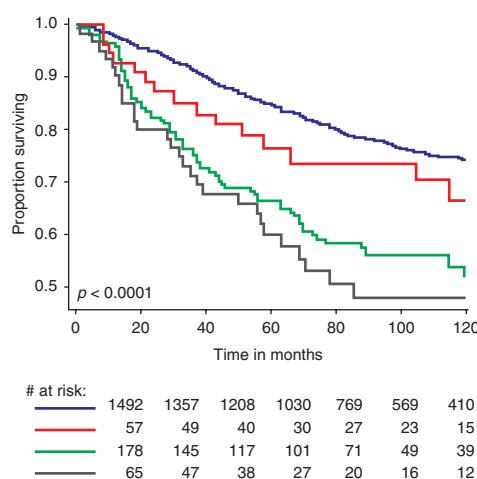 1.0
0.9
0.8
0.7
0.6
0.5
Proportion surviving
p < 0.0001
0 20 40 60 80 100 120
Time in months
# at risk:
1492 1357 1208 1030 769 569 410
57 49 40 30 27 23 15
178 145 117 101 71 49 39
65 47 38 27 20 16 12